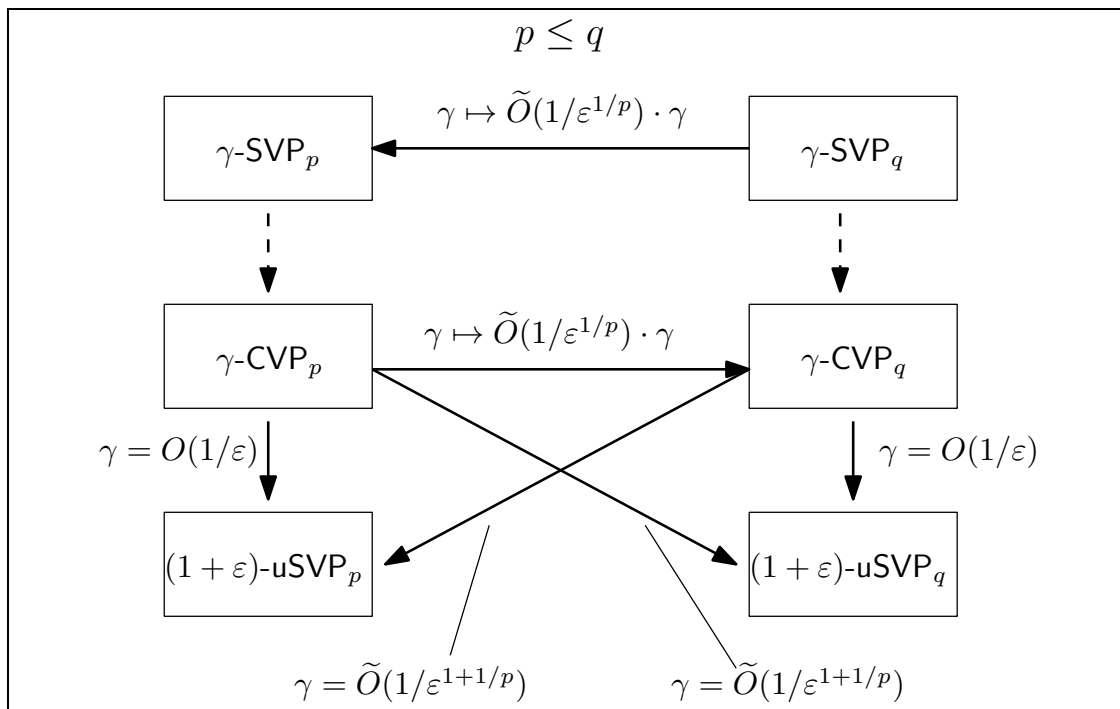 p ≤ q
γ ↦ Õ(1/ε^{1/p}) · γ
γ-SVP_p
γ-SVP_q
γ ↦ Õ(1/ε^{1/p}) · γ
γ-CVP_p
γ-CVP_q
γ = O(1/ε)
γ = O(1/ε)
(1 + ε)-uSVP_p
(1 + ε)-uSVP_q
γ = Õ(1/ε^{1+1/p})
γ = Õ(1/ε^{1+1/p})